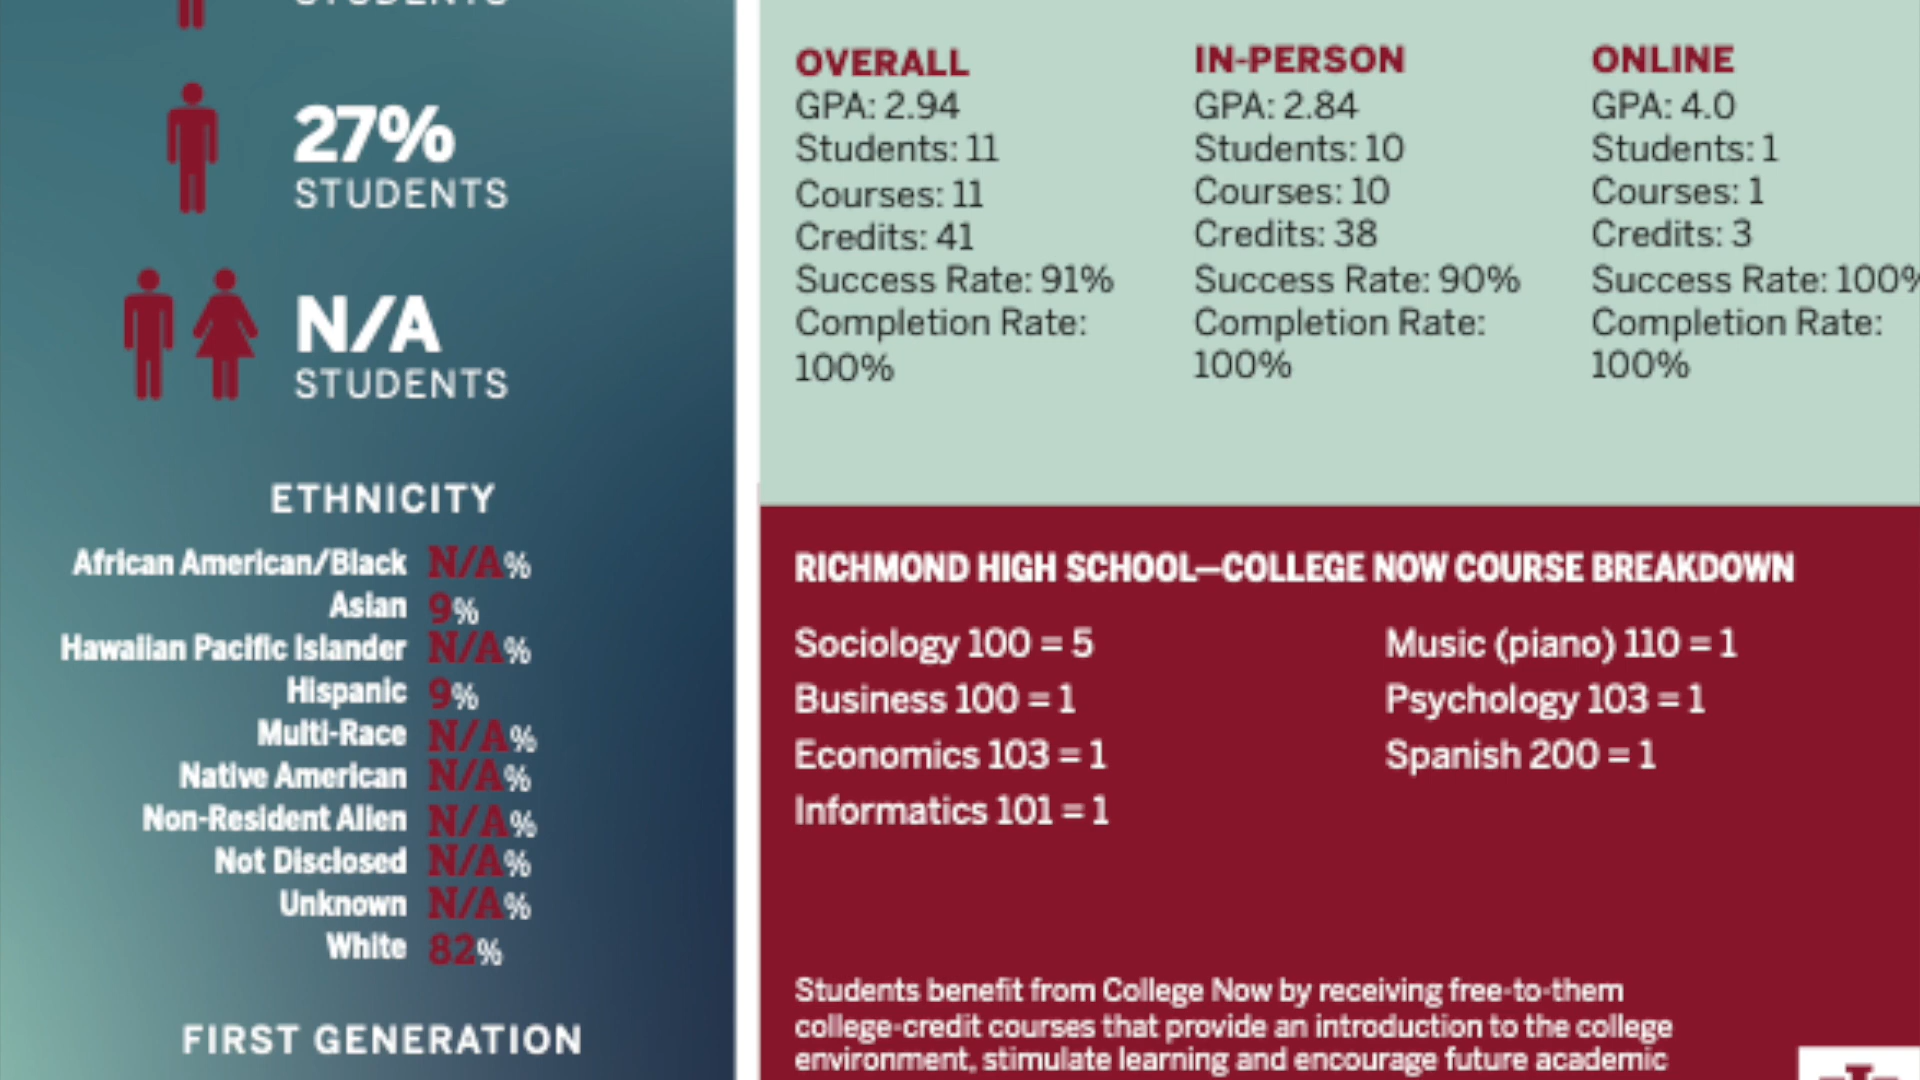 STUDENTS
27%
STUDENTS
N/A
STUDENTS
ETHNICITY
African American/Black N/A%
Asian 9%
Hawaiian Pacific Islander N/A%
Hispanic 9%
Multi-Race N/A%
Native American N/A%
Non-Resident Alien N/A%
Not Disclosed N/A%
Unknown N/A%
White 82%
FIRST GENERATION
OVERALL
GPA: 2.94
Students: 11
Courses: 11
Credits: 41
Success Rate: 91%
Completion Rate:
100%
IN-PERSON
GPA: 2.84
Students: 10
Courses: 10
Credits: 38
Success Rate: 90%
Completion Rate:
100%
ONLINE
GPA: 4.0
Students: 1
Courses: 1
Credits: 3
Success Rate: 100%
Completion Rate:
100%
RICHMOND HIGH SCHOOL—COLLEGE NOW COURSE BREAKDOWN
Sociology 100 = 5
Business 100 = 1
Economics 103 = 1
Informatics 101 = 1
Music (piano) 110 = 1
Psychology 103 = 1
Spanish 200 = 1
Students benefit from College Now by receiving free-to-them
college-credit courses that provide an introduction to the college
environment, stimulate learning and encourage future academic